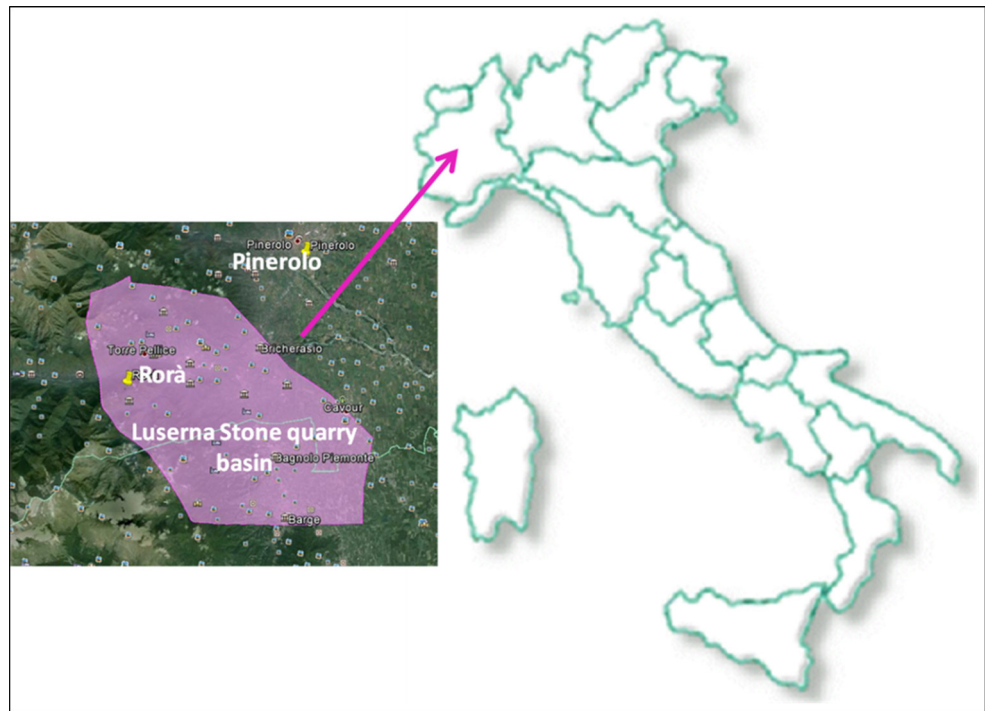 Pinerolo Pinerolo
Pinerolo
Bricherasio
Torre Pellice
Rorà
Cavour
Luserna Stone quarry
basin
Bagnolo Piemonte
Barge